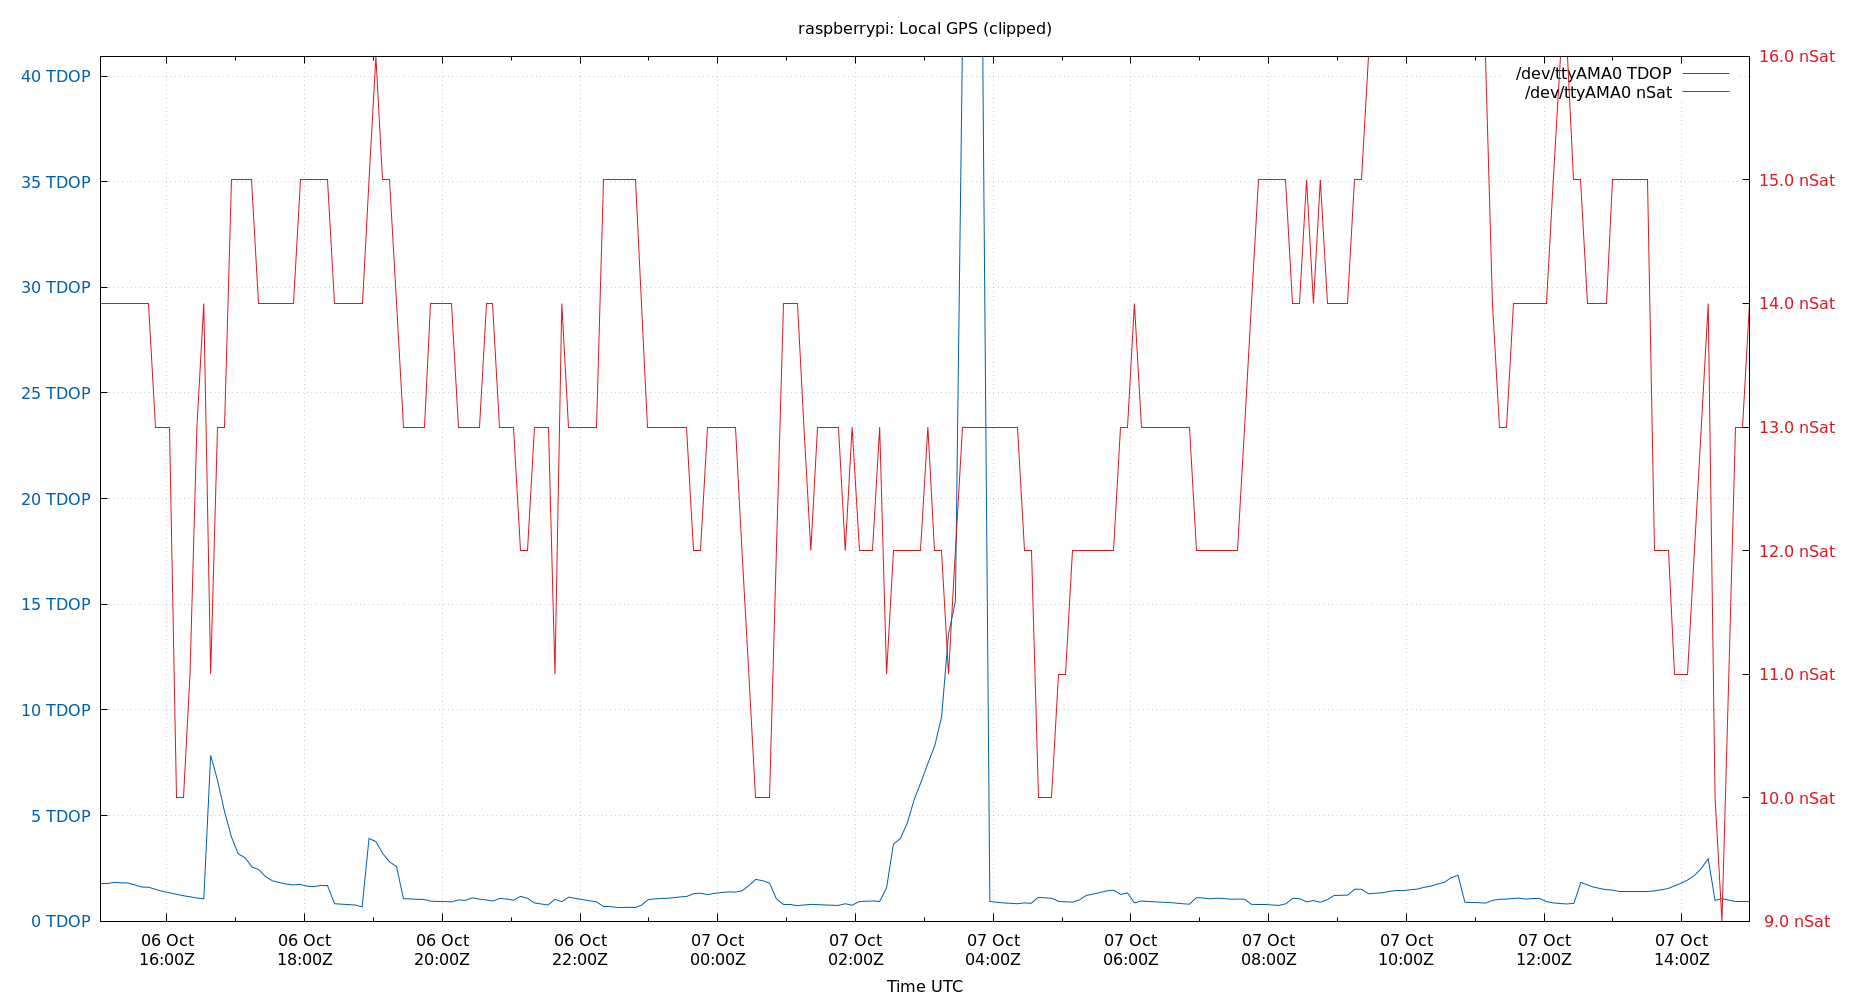 raspberrypi: Local GPS (clipped)
/dev/ttyAMA0 TDOP
/dev/ttyAMA0 nSat
40 TDOP
35 TDOP
30 TDOP
25 TDOP
20 TDOP
15 TDOP
10 TDOP
5 TDOP
0 TDOP
16.0 nSat
15.0 nSat
14.0 nSat
13.0 nSat
12.0 nSat
11.0 nSat
10.0 nSat
9.0 nSat
06 Oct
16:00Z
06 Oct
18:00Z
06 Oct
20:00Z
06 Oct
22:00Z
07 Oct
00:00Z
07 Oct
02:00Z
07 Oct
04:00Z
07 Oct
06:00Z
07 Oct
08:00Z
07 Oct
10:00Z
07 Oct
12:00Z
07 Oct
14:00Z
Time UTC